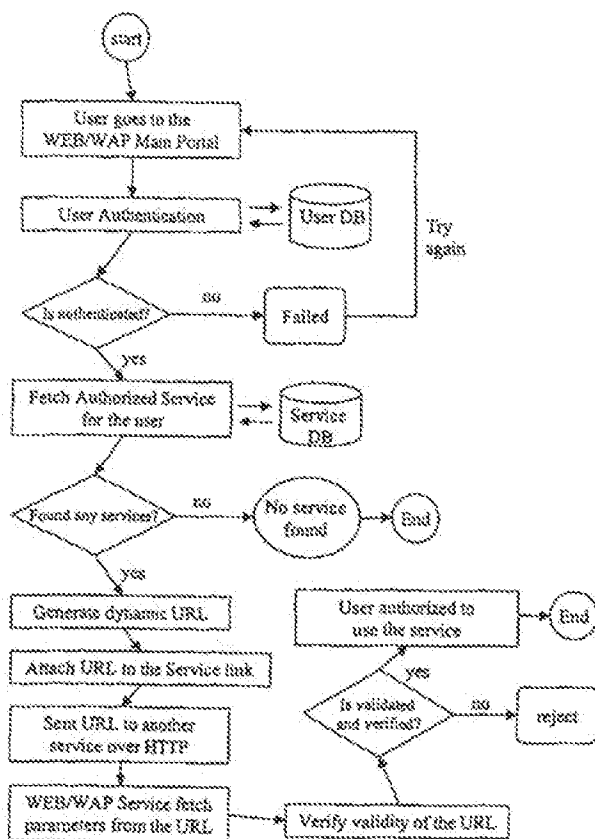 start
User goes to the
WEB/WAP Main Portal
User Authentication
User DB
Try
again
Is authenticated?
no
Failed
yes
Fetch Authorized Service
for the user
Service
DB
Found any services?
no
No service
found
End
yes
Generate dynamic URL
Attach URL to the Service link
Sent URL to another
service over HTTP
WEB/WAP Service fetch
parameters from the URL
Verify validity of the URL
Is validated
and verified?
no
reject
yes
User authorized to
use the service
End